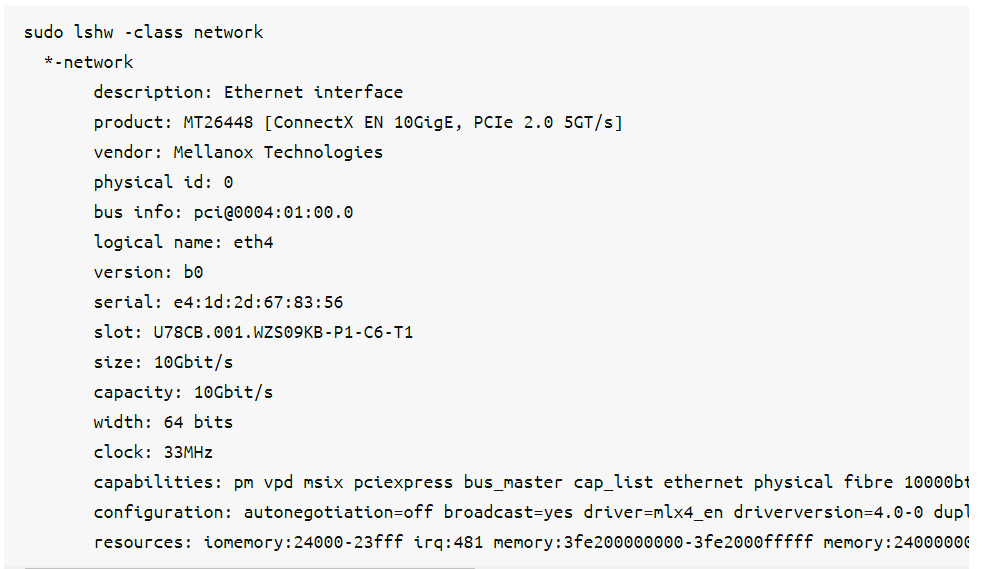 sudo lshw -class network
*-network
description: Ethernet interface
product: MT26448 [ConnectX EN 10GigE, PCIe 2.0 5GT/s]
vendor: Mellanox Technologies
physical id: 0
bus info: pci@0004:01:00.0
logical name: eth4
version: b0
serial: e4:1d:2d:67:83:56
slot: U78CB.001.WZS09KB-P1-C6-T1
size: 10Gbit/s
capacity: 10Gbit/s
width: 64 bits
clock: 33MHz
capabilities: pm vpd msix pciexpress bus_master cap_list ethernet physical fibre 10000bt
configuration: autonegotiation=off broadcast=yes driver=mlx4_en driverversion=4.0-0 dupl
resources: iomemory:24000-23fff irq:481 memory:3fe200000000-3fe2000fffff memory:24000000